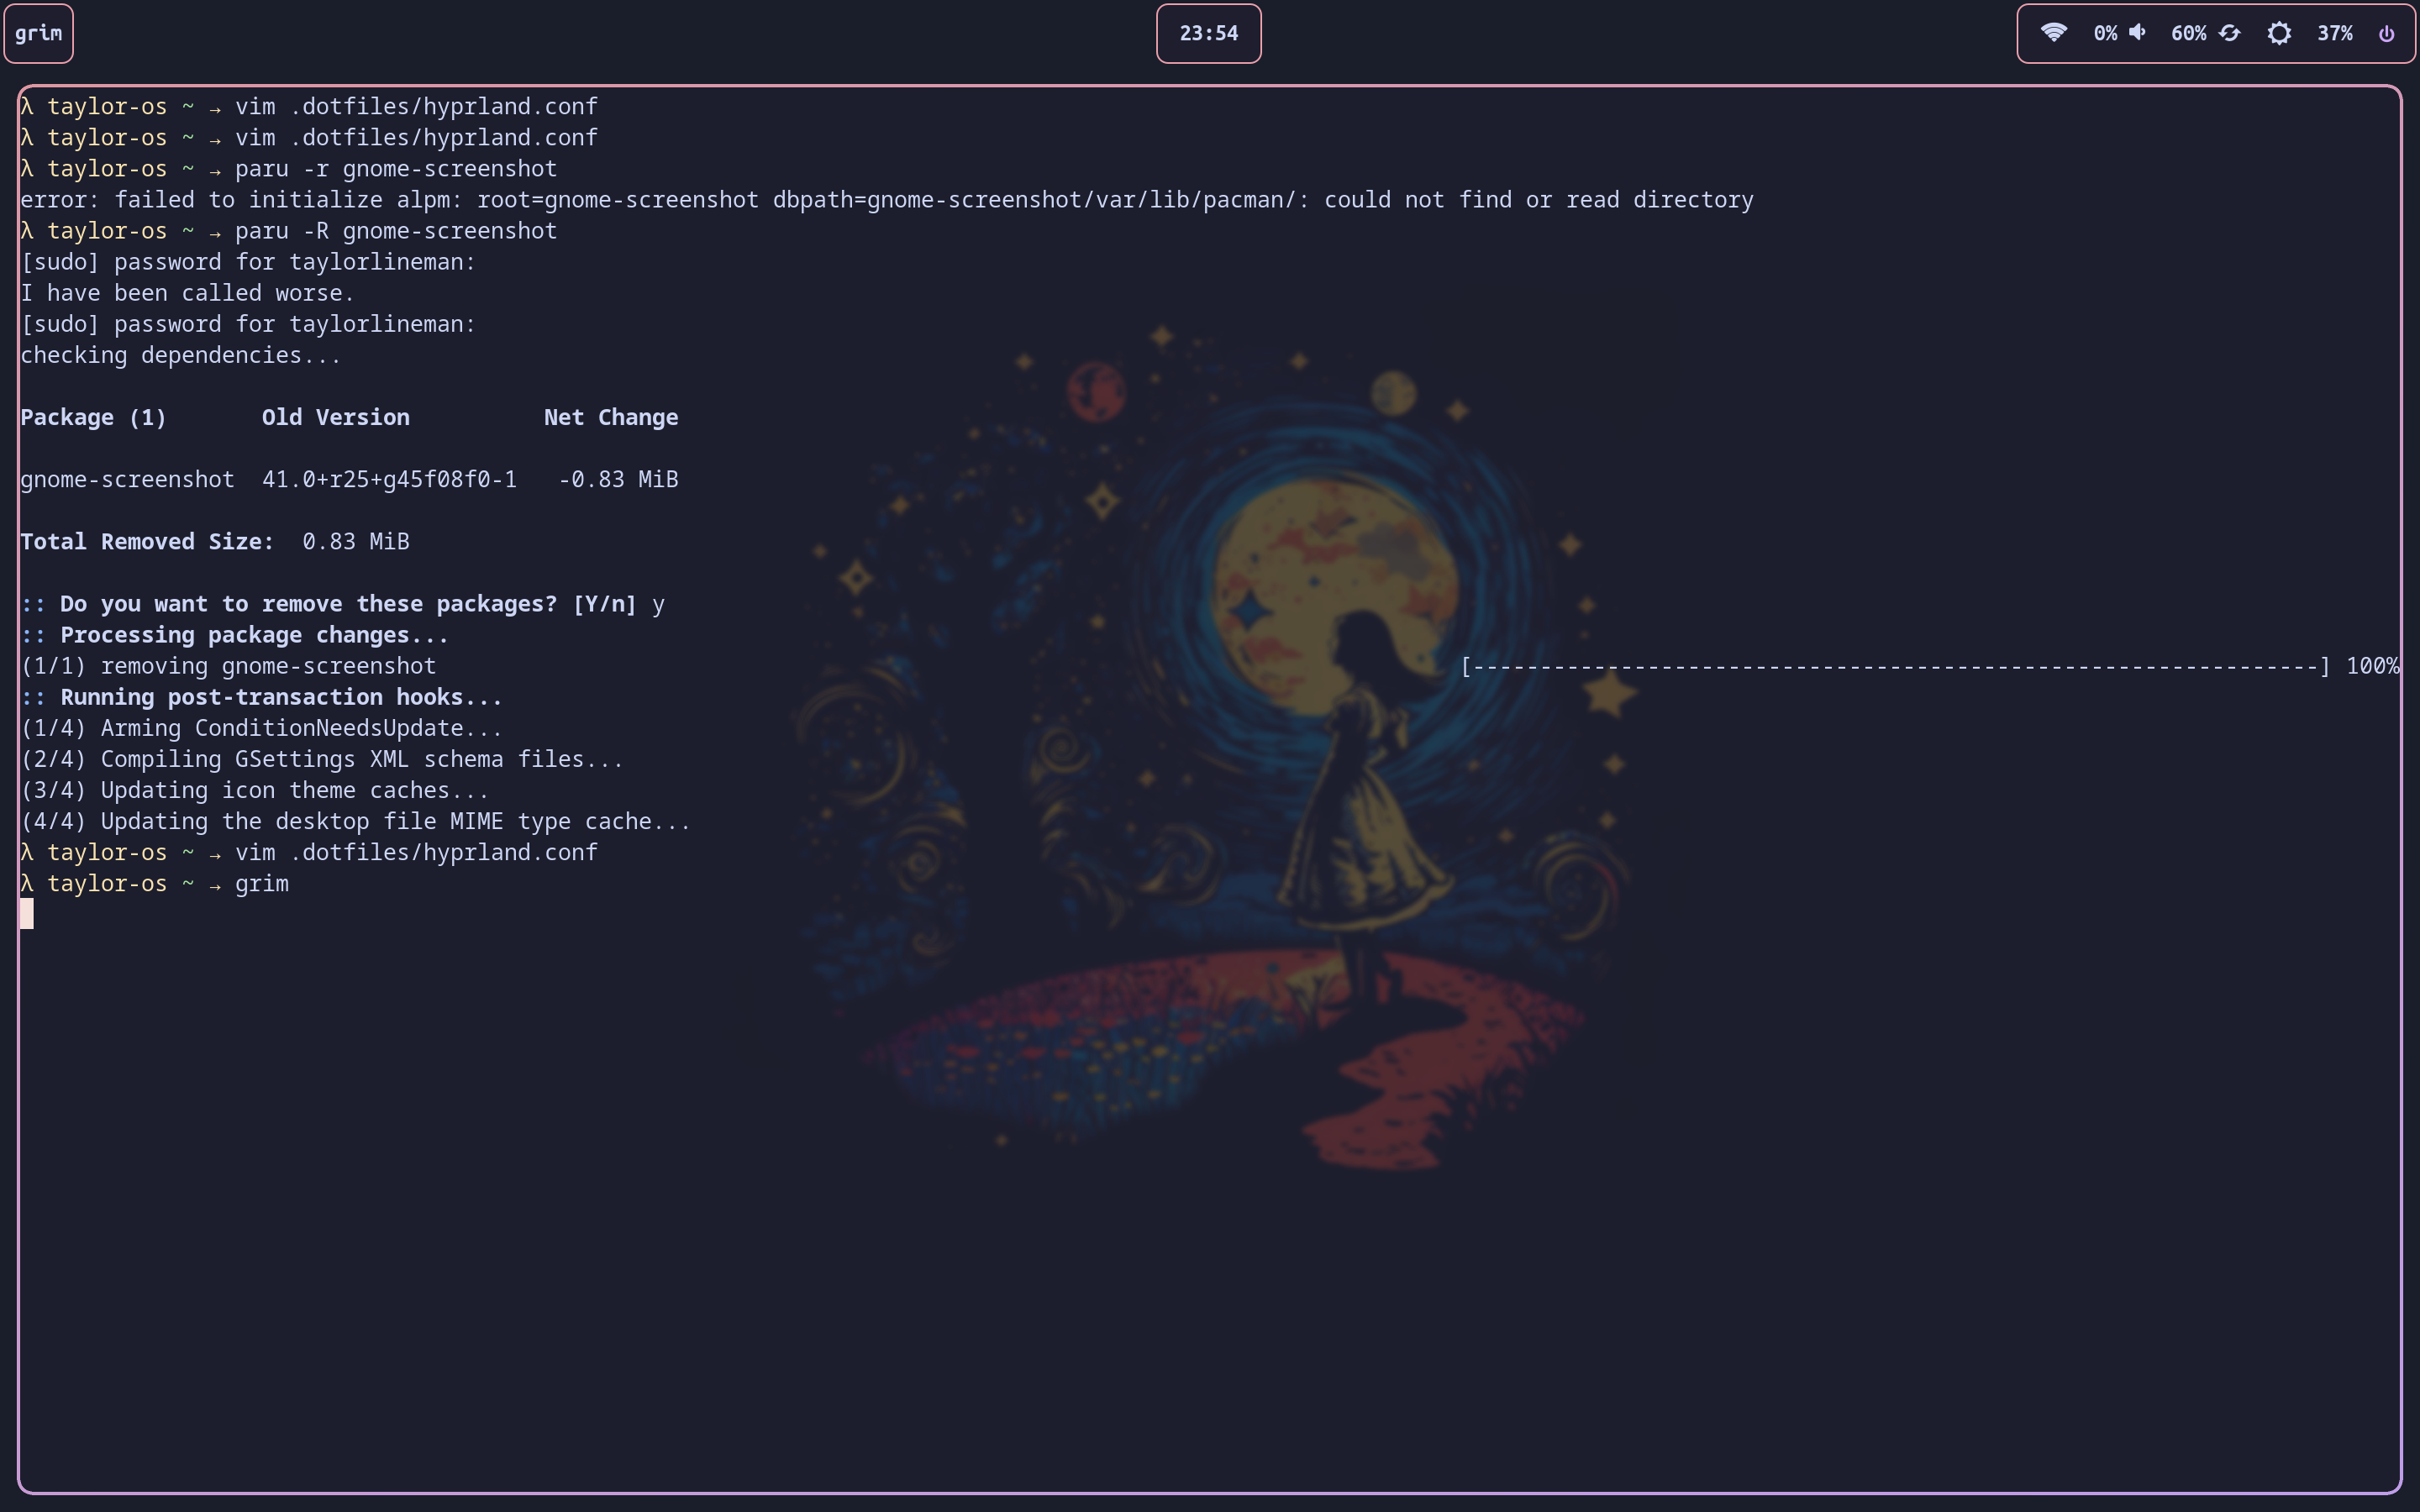 grim
23:54
0% 60% 37%
λ taylor-os ~ → vim .dotfiles/hyprland.conf
λ taylor-os ~ → vim .dotfiles/hyprland.conf
λ taylor-os ~ → paru -r gnome-screenshot
error: failed to initialize alpm: root=gnome-screenshot dbpath=gnome-screenshot/var/lib/pacman/: could not find or read directory
λ taylor-os ~ → paru -R gnome-screenshot
[sudo] password for taylorlineman:
I have been called worse.
[sudo] password for taylorlineman:
checking dependencies...
Package (1)       Old Version          Net Change
gnome-screenshot  41.0+r25+g45f08f0-1   -0.83 MiB
Total Removed Size:  0.83 MiB
:: Do you want to remove these packages? [Y/n] y
:: Processing package changes...
(1/1) removing gnome-screenshot [---------------------------------------------------------------] 100%
:: Running post-transaction hooks...
(1/4) Arming ConditionNeedsUpdate...
(2/4) Compiling GSettings XML schema files...
(3/4) Updating icon theme caches...
(4/4) Updating the desktop file MIME type cache...
λ taylor-os ~ → vim .dotfiles/hyprland.conf
λ taylor-os ~ → grim